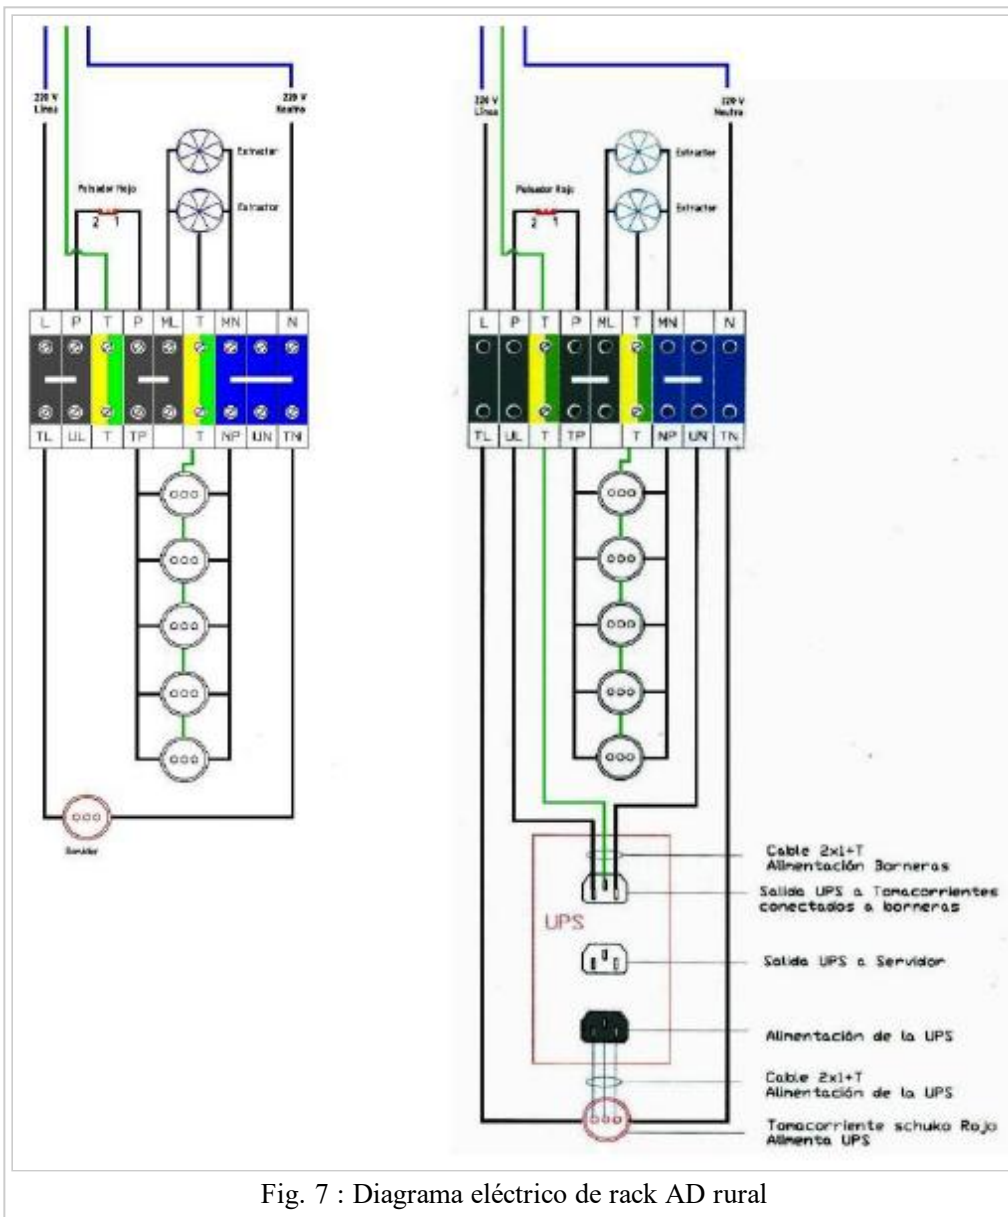 220 V
Línea
220 V
Neutro
Extractor
Pulsador Rojo
2 1
Extractor
L P T P ML T MN N
TL UL T TP T NP UN TN
Servidor
220 V
Línea
220 V
Neutro
Extractor
Pulsador Rojo
2 1
Extractor
L P T P ML T MN N
TL UL T TP T NP UN TN
UPS
Cable 2x1+T
Alimentación Borneras
Salida UPS a Tomacorrientes
conectados a borneras
Salida UPS a Servidor
Alimentación de la UPS
Cable 2x1+T
Alimentación de la UPS
Tomacorriente schuko Rojo
Alimenta UPS
Fig. 7 : Diagrama eléctrico de rack AD rural